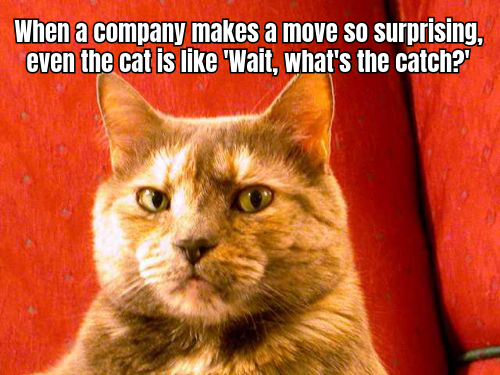 When a company makes a move so surprising,
even the cat is like 'Wait, what's the catch?'